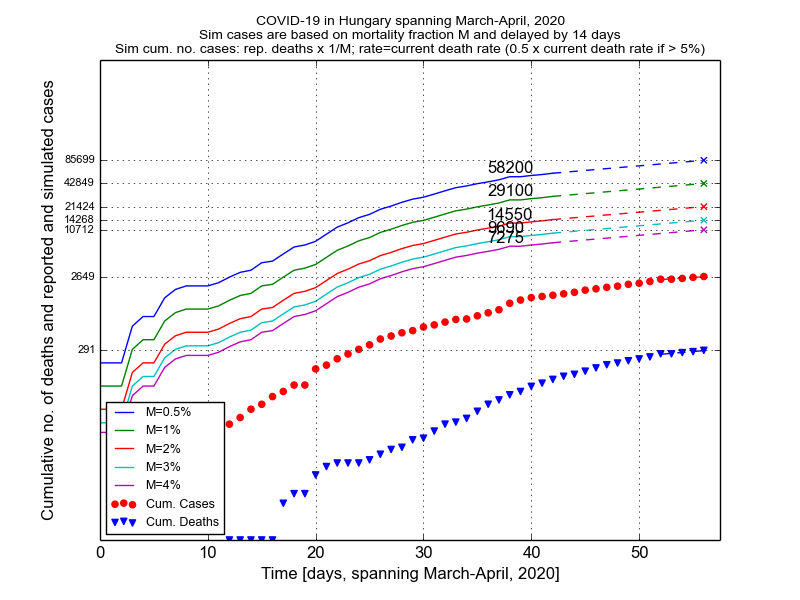 COVID-19 in Hungary spanning March-April, 2020
Sim cases are based on mortality fraction M and delayed by 14 days
Sim cum. no. cases: rep. deaths x 1/M; rate=current death rate (0.5 x current death rate if > 5%)
Cumulative no. of deaths and reported and simulated cases
85699
42849
21424
14268
10712
2649
291
58200
29100
14550
9690
7275
M=0.5%
M=1%
M=2%
M=3%
M=4%
Cum. Cases
Cum. Deaths
0 10 20 30 40 50
Time [days, spanning March-April, 2020]